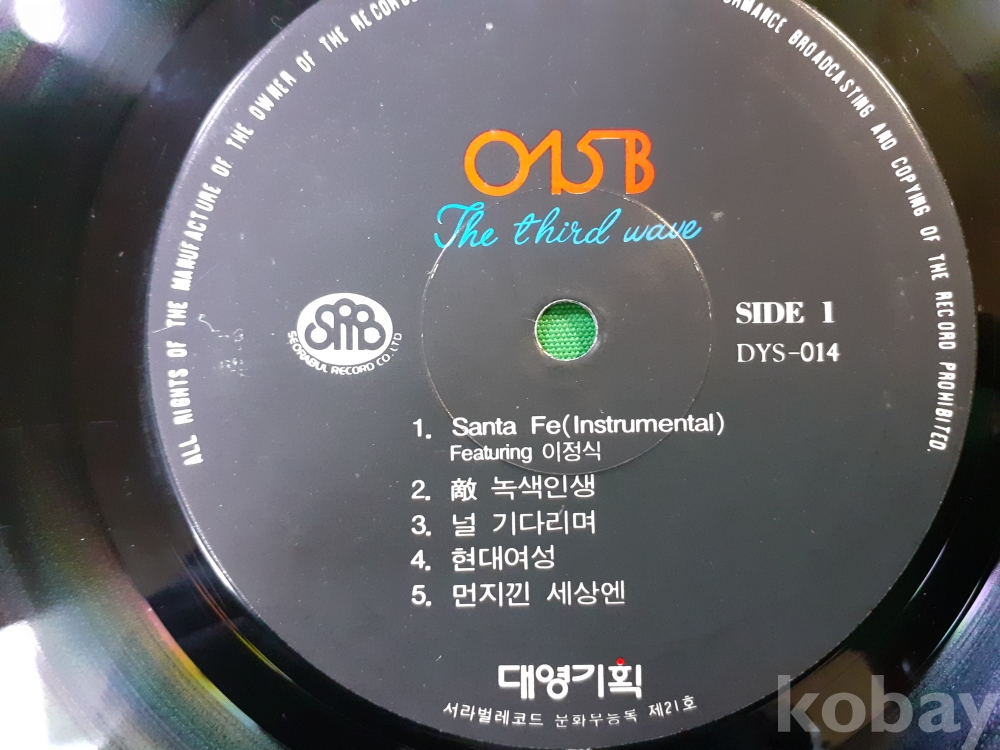 ALL RIGHTS OF THE MANUFACTURE OF THE OWNER OF THE
BROADCASTING AND COPYING OF THE RECORD PROHIBITED.
015B
The third wave
SEORABUL RECORD CO.,LTD
SIDE 1
DYS-014
1. Santa Fe(Instrumental)
Featuring 이정식
2. 敵 녹색인생
3. 널 기다리며
4. 현대여성
5. 먼지낀 세상엔
대영기획
서라벌레코드 문화부등록 제21호
kobay